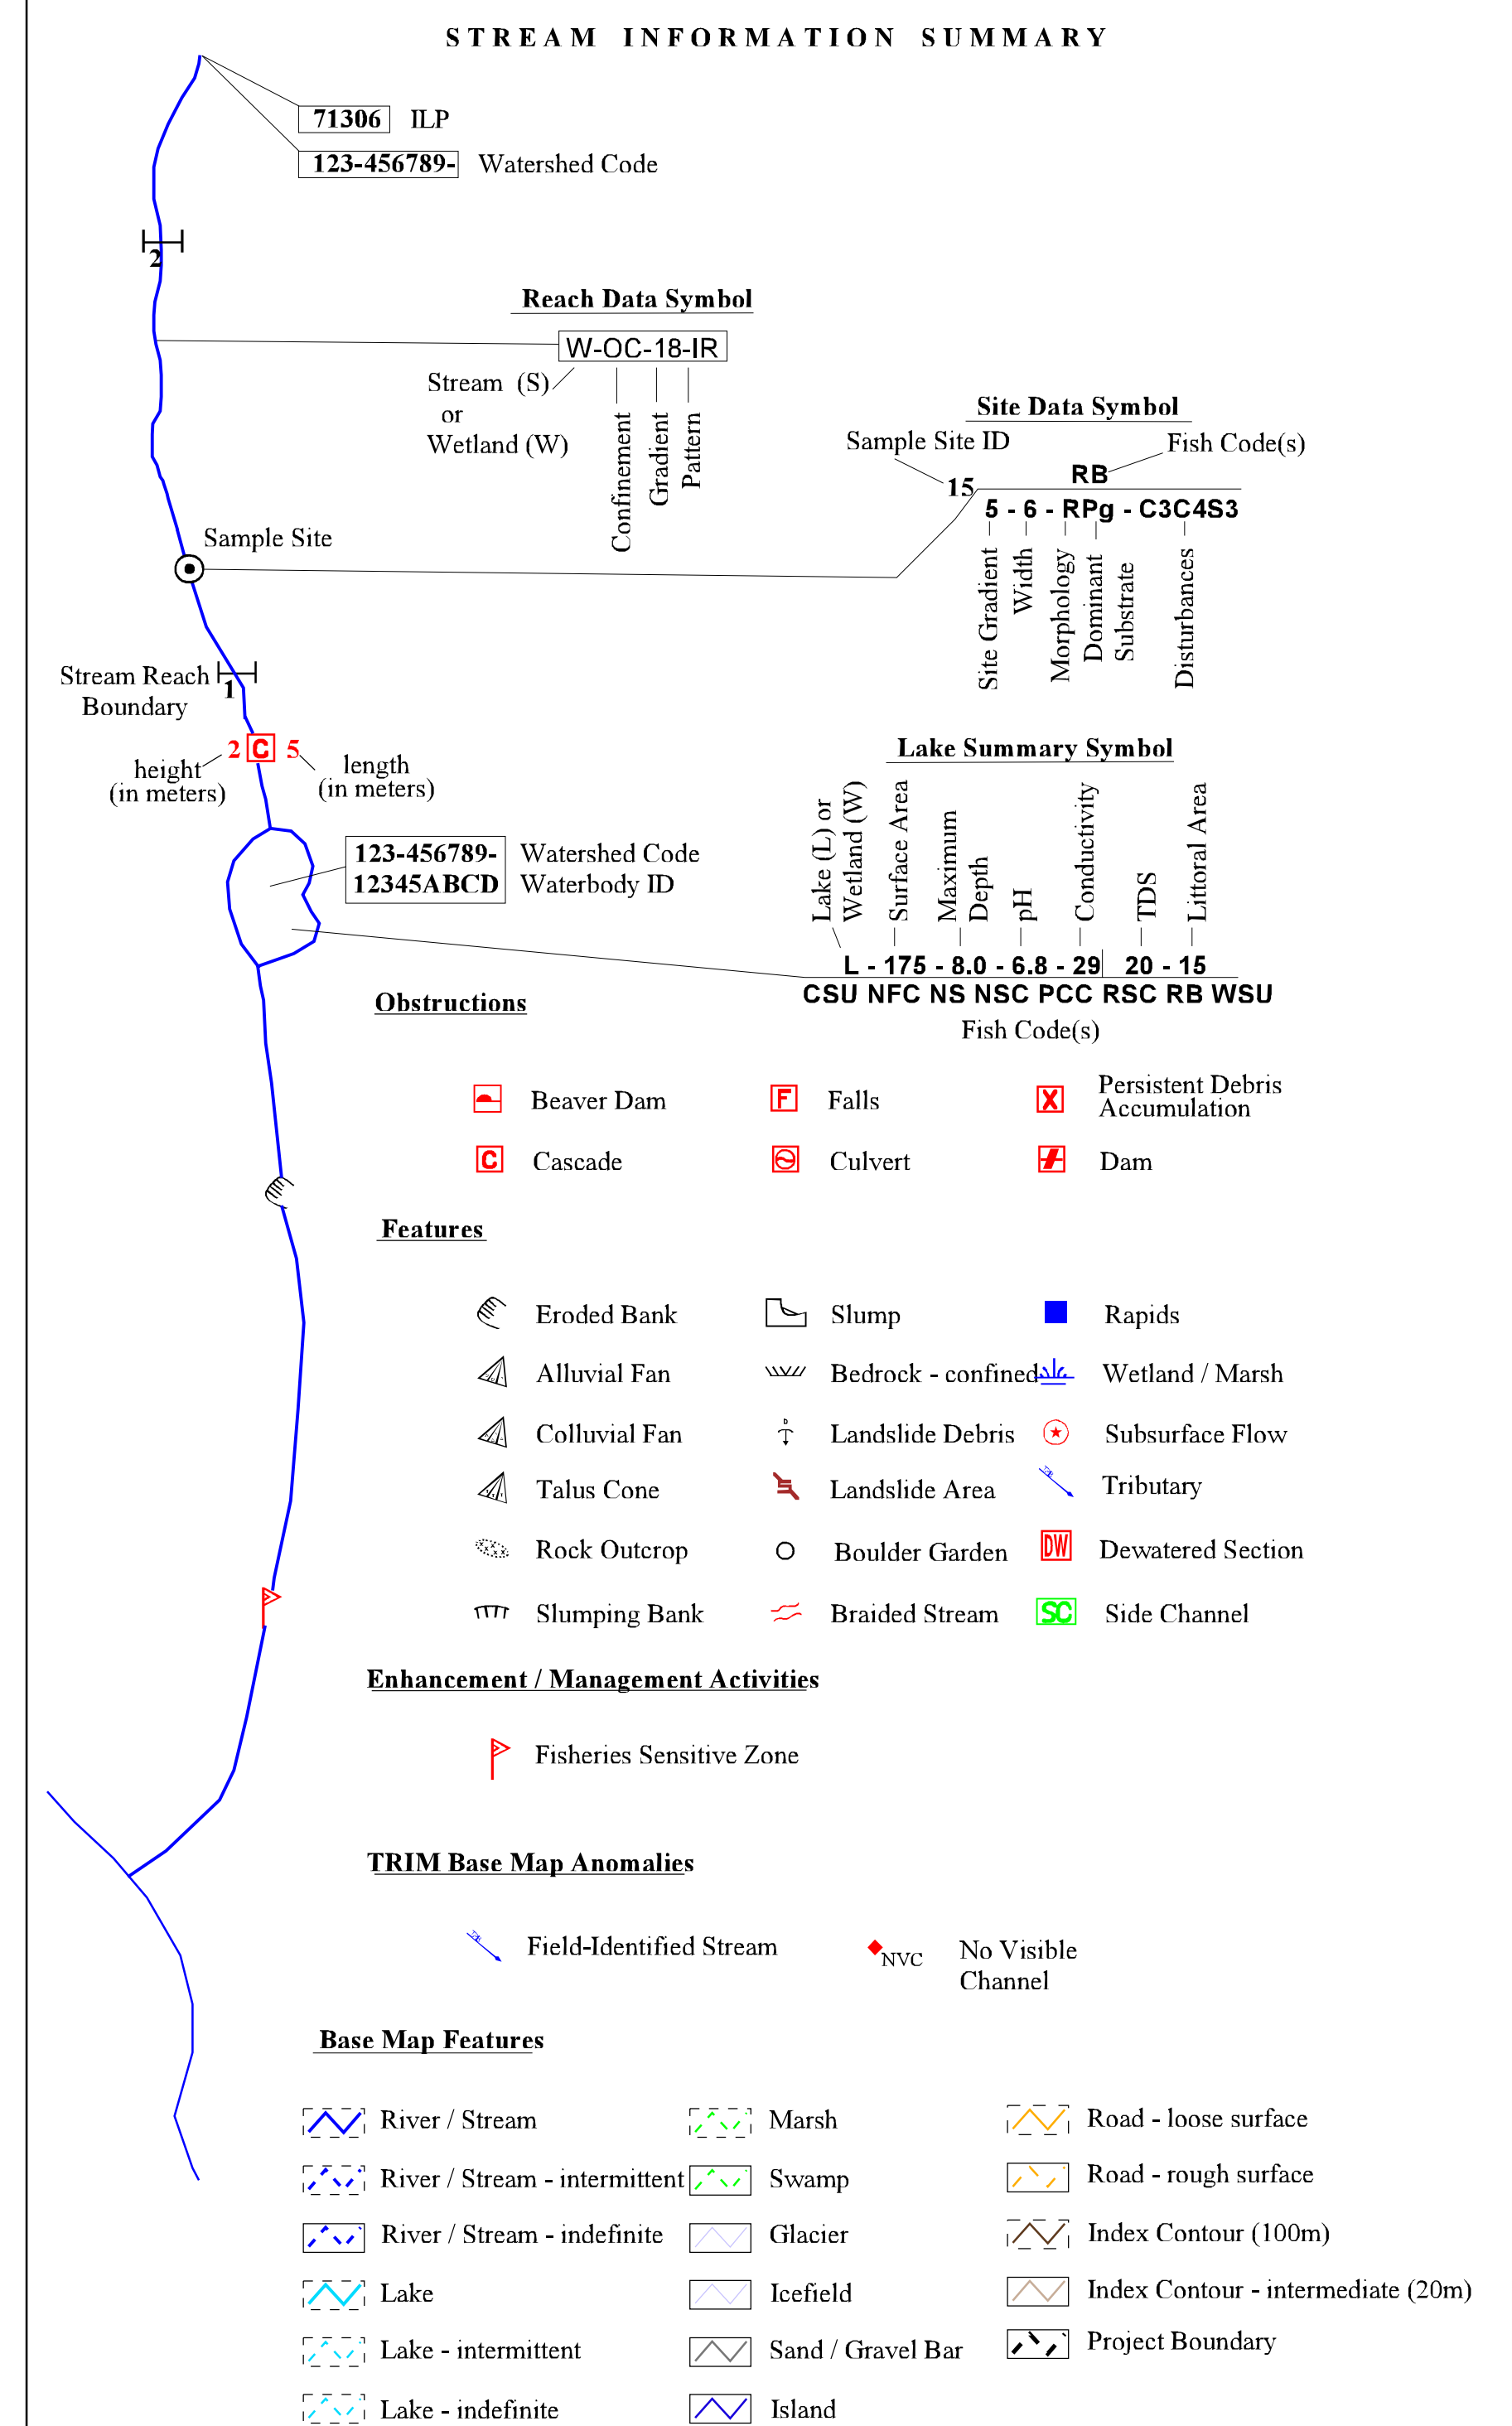 STREAM INFORMATION SUMMARY
71306 ILP
123-456789- Watershed Code
2
Reach Data Symbol
W-OC-18-IR
Stream (S)
or
Wetland (W)
Confinement
Gradient
Pattern
Site Data Symbol
Sample Site ID
Fish Code(s)
15
RB
5 - 6 - RPg - C3C4S3
Site Gradient
Width
Morphology
Dominant
Substrate
Disturbances
Sample Site
Stream Reach
Boundary
1
2 C 5
height
(in meters)
length
(in meters)
123-456789- Watershed Code
12345ABCD Waterbody ID
Lake Summary Symbol
Lake (L) or
Wetland (W)
Surface Area
Maximum
Depth
pH
Conductivity
TDS
Littoral Area
L - 175 - 8.0 - 6.8 - 29 20 - 15
CSU NFC NS NSC PCC RSC RB WSU
Fish Code(s)
Obstructions
Beaver Dam
F Falls
X Persistent Debris
Accumulation
C Cascade
Culvert
Dam
Features
Eroded Bank
Slump
Rapids
Alluvial Fan
Bedrock - confined
Wetland / Marsh
Colluvial Fan
D Landslide Debris
Subsurface Flow
Talus Cone
Landslide Area
Tributary
Rock Outcrop
Boulder Garden
DW Dewatered Section
Slumping Bank
Braided Stream
SC Side Channel
Enhancement / Management Activities
Fisheries Sensitive Zone
TRIM Base Map Anomalies
Field-Identified Stream
NVC No Visible
Channel
Base Map Features
River / Stream
Marsh
Road - loose surface
River / Stream - intermittent
Swamp
Road - rough surface
River / Stream - indefinite
Glacier
Index Contour (100m)
Lake
Icefield
Index Contour - intermediate (20m)
Lake - intermittent
Sand / Gravel Bar
Project Boundary
Lake - indefinite
Island